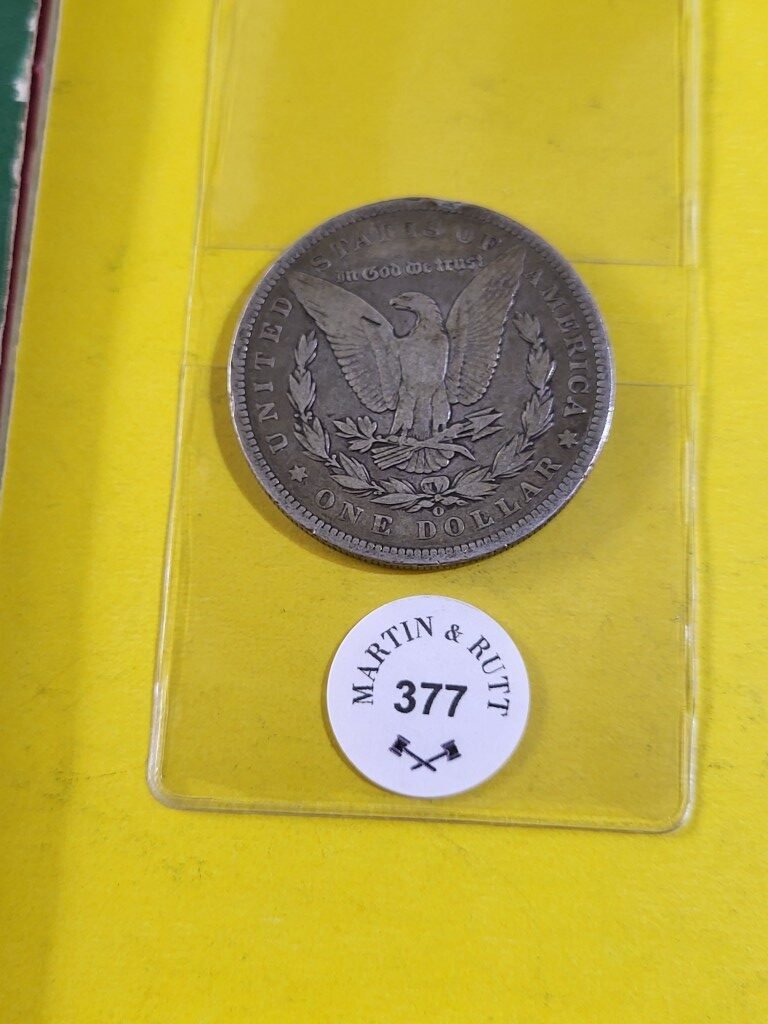 UNITED STATES OF AMERICA
In God we trust
ONE DOLLAR
O
MARTIN & RUTT
377